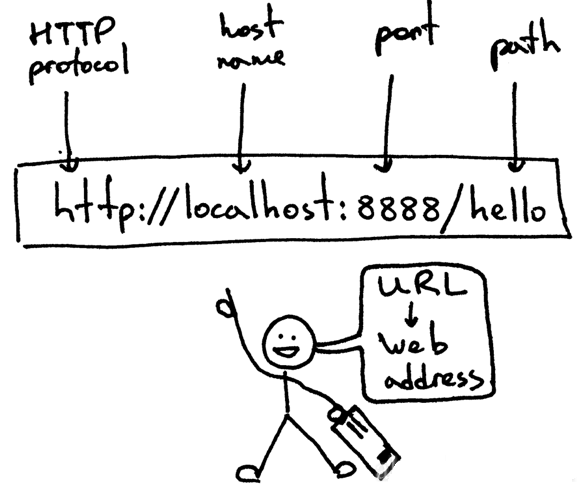 HTTP
protocol
host
name
port
path
http://localhost:8888/hello
URL
web
address